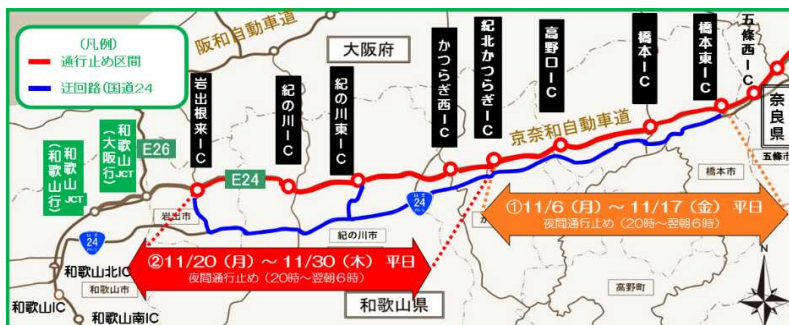 (凡例)
通行止め区間
迂回路(国道24
阪和自動車道
大阪府
岩出根来IC
紀の川IC
紀の川東IC
かつらぎ西IC
紀北かつらぎIC
高野口IC
橋本IC
橋本東IC
五條西IC
奈良県
京奈和自動車道
和歌山JCT
(和歌山行)
和歌山JCT
(大阪行)
E26
E24
五條市
橋本市
岩出市
24
24
紀の川市
か
①11/6(月)~11/17(金)平日
夜間通行止め(20時~翌朝6時)
②11/20(月)~11/30(木)平日
夜間通行止め(20時~翌朝6時)
和歌山北IC
和歌山市
和歌山南IC
和歌山県
高野町
N